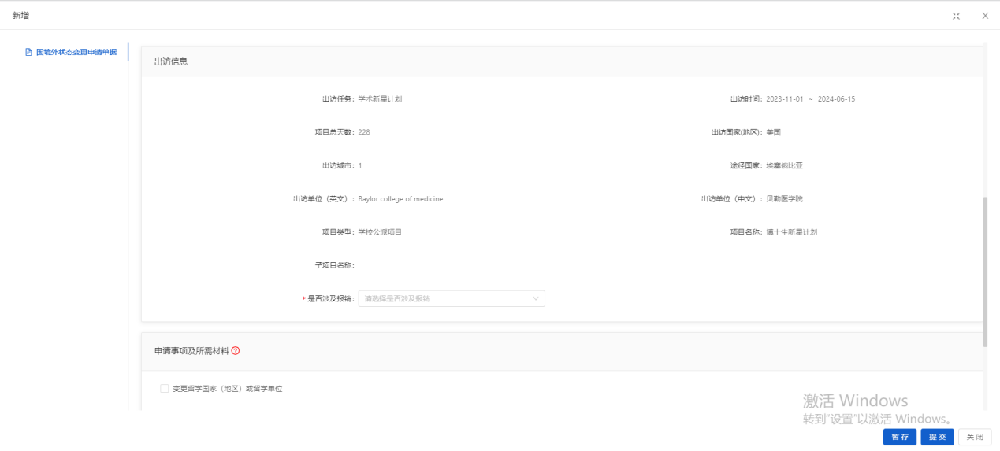 新增
国境外状态变更申请单据
出访信息
出访任务： 学术新星计划
出访时间： 2023-11-01 ~ 2024-06-15
项目总天数： 228
出访国家(地区)： 美国
出访城市： 1
途径国家： 埃塞俄比亚
出访单位（英文）： Baylor college of medicine
出访单位（中文）： 贝勒医学院
项目类型： 学校公派项目
项目名称： 博士生新星计划
子项目名称：
* 是否涉及报销： 请选择是否涉及报销
申请事项及所需材料
变更留学国家（地区）或留学单位
激活 Windows
转到"设置"以激活 Windows。
暂存 提交 关闭